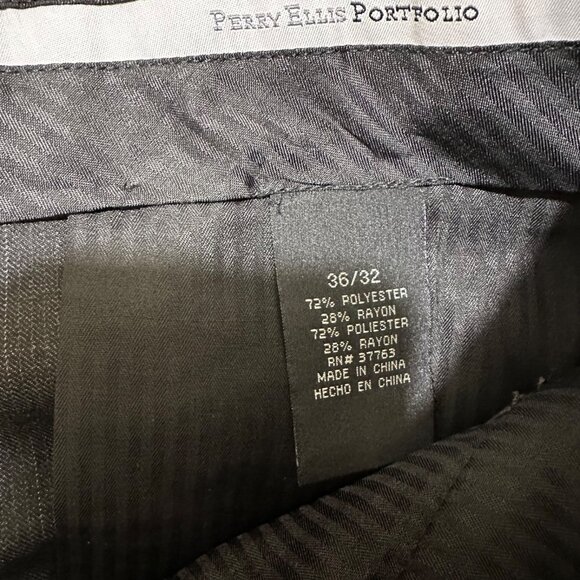 PERRY ELLIS PORTFOLIO
36/32
72% POLYESTER
28% RAYON
72% POLIESTER
28% RAYON
RN# 37763
MADE IN CHINA
HECHO EN CHINA